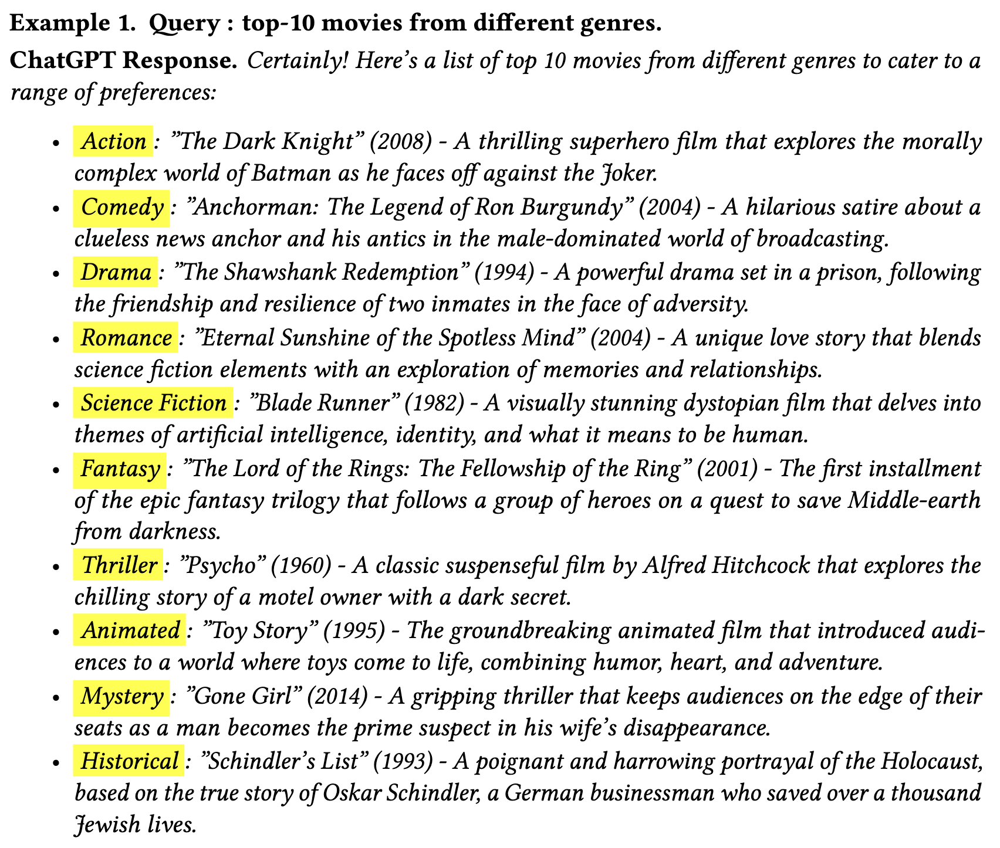 Example 1. Query : top-10 movies from different genres.
ChatGPT Response. Certainly! Here's a list of top 10 movies from different genres to cater to a
range of preferences:
• Action : "The Dark Knight" (2008) - A thrilling superhero film that explores the morally
complex world of Batman as he faces off against the Joker.
• Comedy : "Anchorman: The Legend of Ron Burgundy" (2004) - A hilarious satire about a
clueless news anchor and his antics in the male-dominated world of broadcasting.
• Drama : "The Shawshank Redemption" (1994) - A powerful drama set in a prison, following
the friendship and resilience of two inmates in the face of adversity.
• Romance : "Eternal Sunshine of the Spotless Mind" (2004) - A unique love story that blends
science fiction elements with an exploration of memories and relationships.
• Science Fiction : "Blade Runner" (1982) - A visually stunning dystopian film that delves into
themes of artificial intelligence, identity, and what it means to be human.
• Fantasy : "The Lord of the Rings: The Fellowship of the Ring" (2001) - The first installment
of the epic fantasy trilogy that follows a group of heroes on a quest to save Middle-earth
from darkness.
• Thriller : "Psycho" (1960) - A classic suspenseful film by Alfred Hitchcock that explores the
chilling story of a motel owner with a dark secret.
• Animated : "Toy Story" (1995) - The groundbreaking animated film that introduced audi-
ences to a world where toys come to life, combining humor, heart, and adventure.
• Mystery : "Gone Girl" (2014) - A gripping thriller that keeps audiences on the edge of their
seats as a man becomes the prime suspect in his wife's disappearance.
• Historical : "Schindler's List" (1993) - A poignant and harrowing portrayal of the Holocaust,
based on the true story of Oskar Schindler, a German businessman who saved over a thousand
Jewish lives.